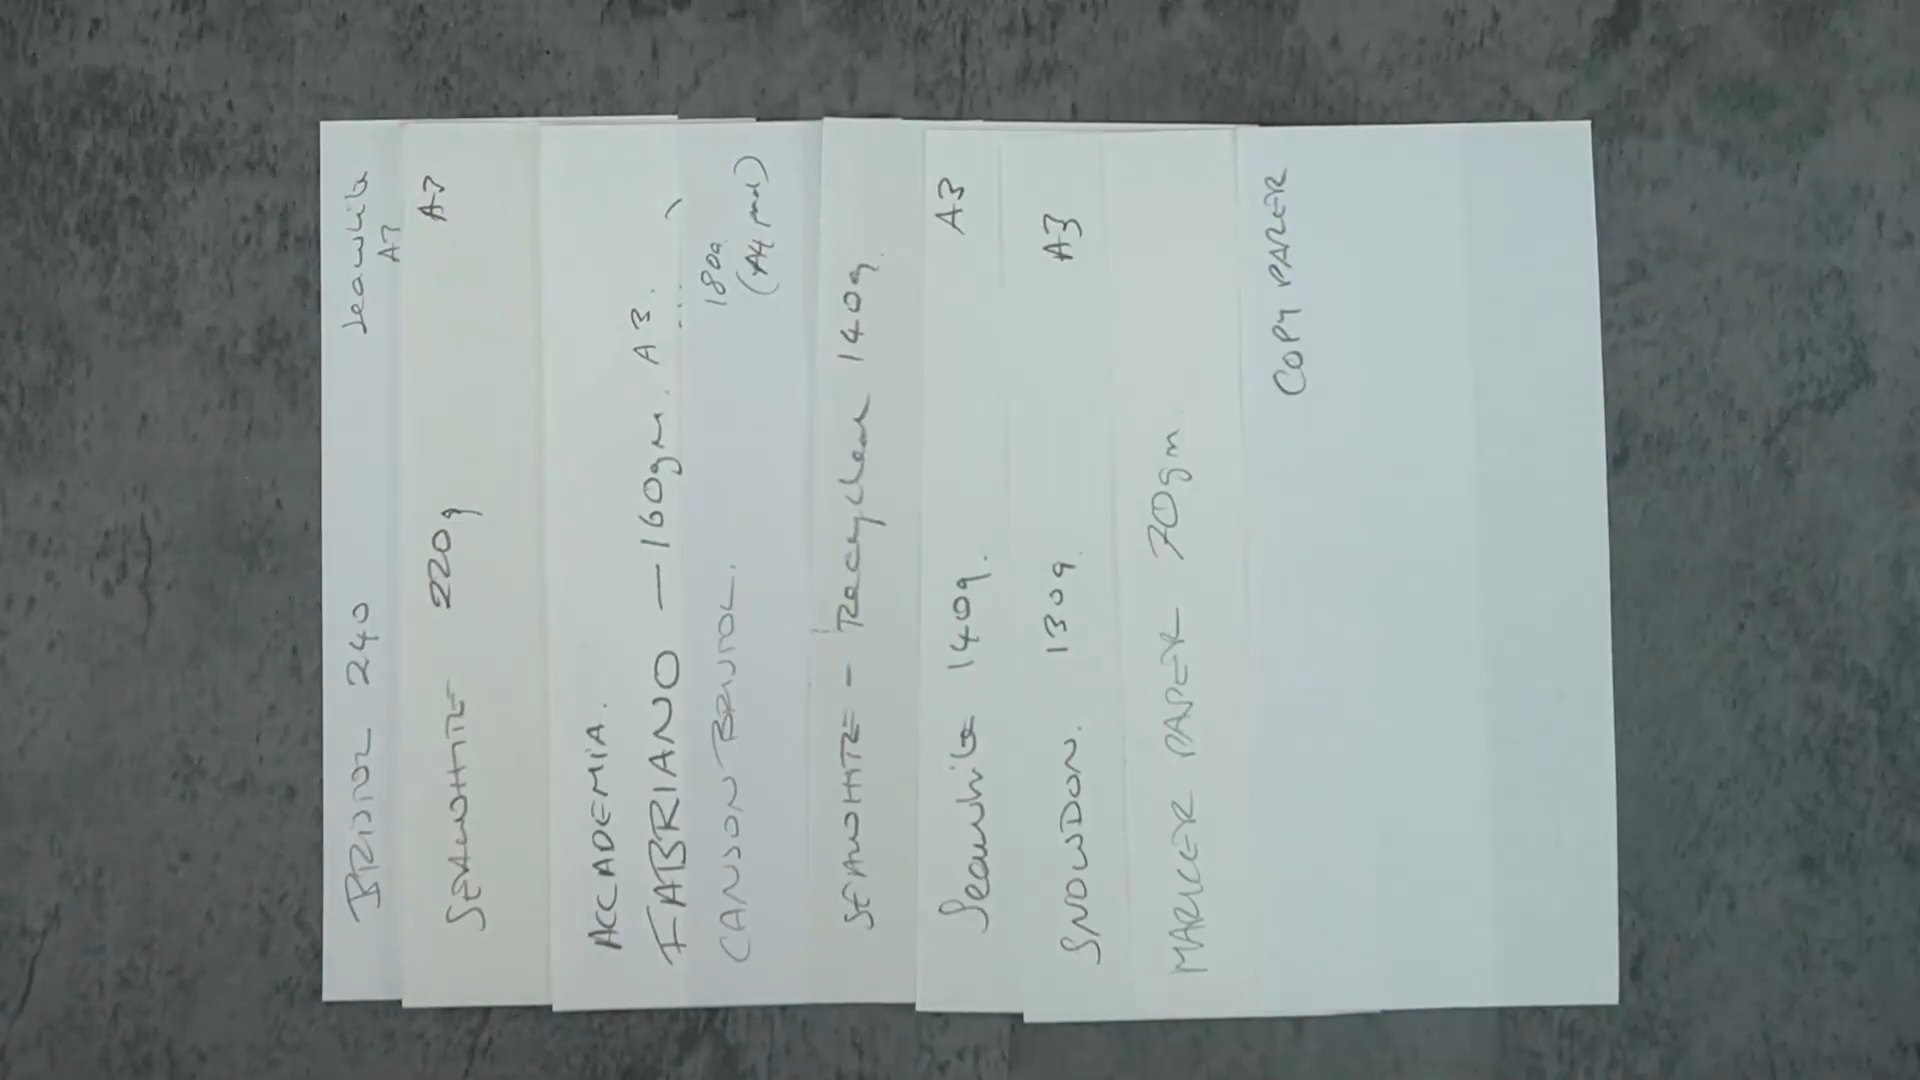 Seawhite
A3
BRISTOL 240
SEAWHITE 220g A3
ACCADEMIA.
FABRIANO - 160gm. A3.
CANSON BRISTOL. 180g
(A4 pad)
SEAWHITE - Recycled 140g.
Seawhite 140g. A3
SNOWDON. 130g. A3
MARKER PAPER 70gm
COPY PAPER